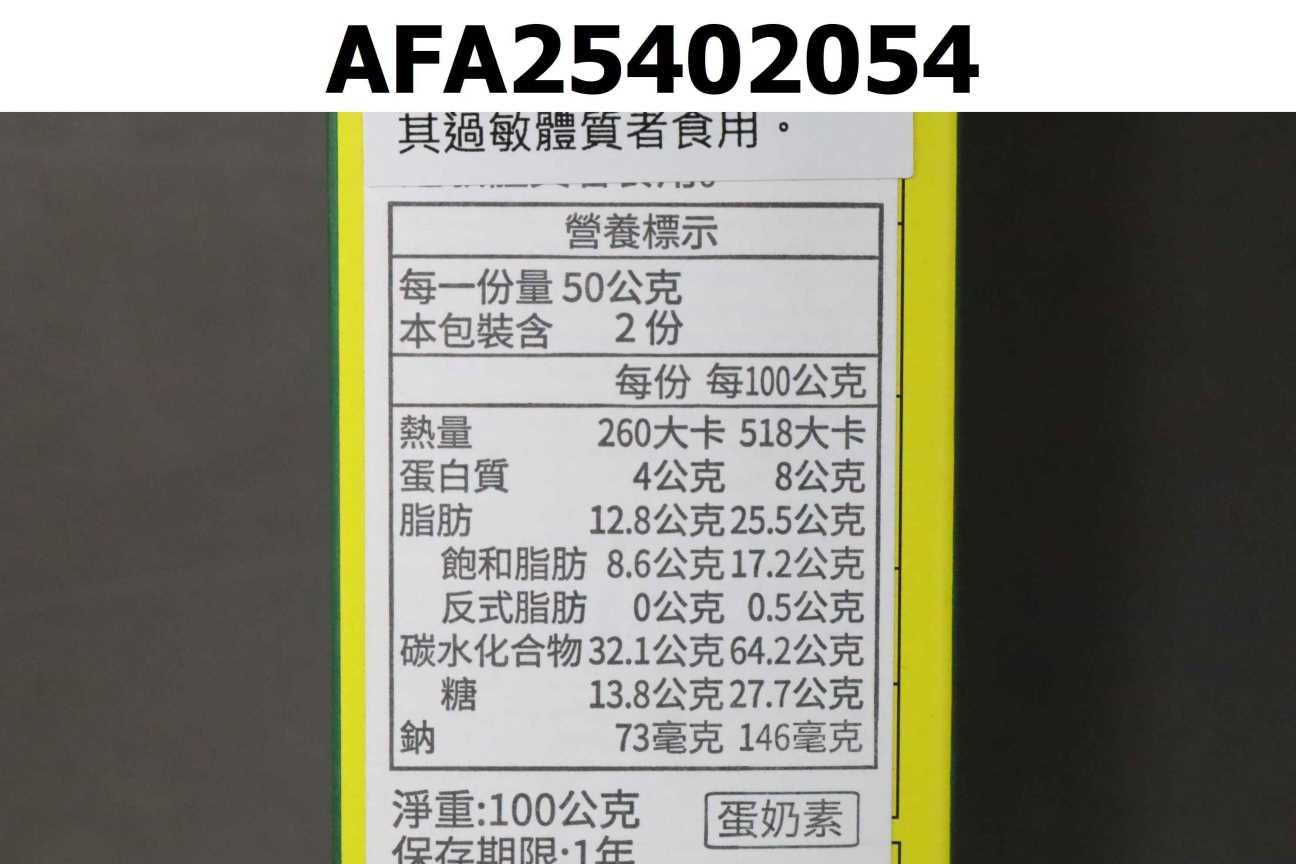 AFA25402054
其過敏體質者食用。
營養標示
每一份量 50公克
本包裝含 2 份
每份 每100公克
熱量 260大卡 518大卡
蛋白質 4公克 8公克
脂肪 12.8公克 25.5公克
飽和脂肪 8.6公克 17.2公克
反式脂肪 0公克 0.5公克
碳水化合物 32.1公克 64.2公克
糖 13.8公克 27.7公克
鈉 73毫克 146毫克
淨重:100公克 蛋奶素
保存期限:1年